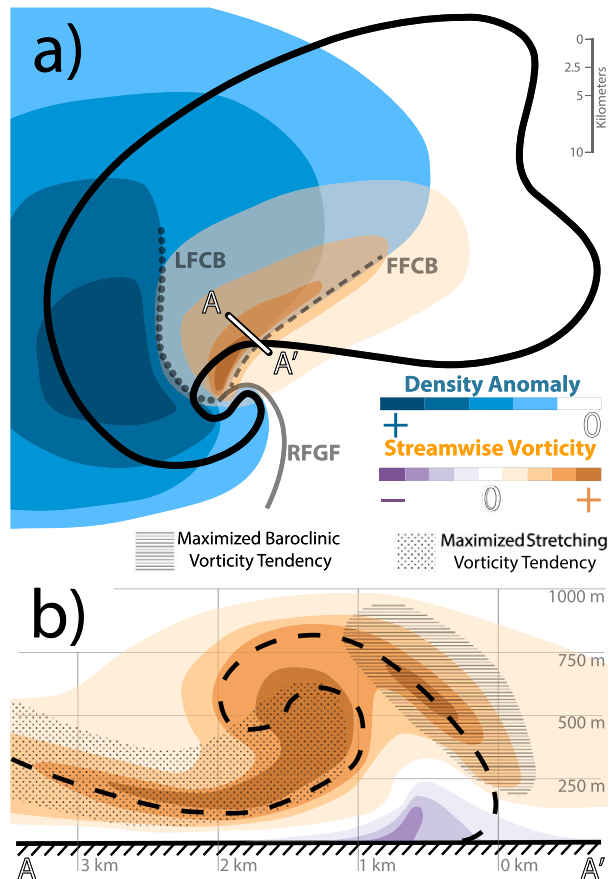 a)
0
2.5
5
10
Kilometers
LFCB
FFCB
A
A’
RFGF
Density Anomaly
+ 0
Streamwise Vorticity
− 0 +
Maximized Baroclinic
Vorticity Tendency
Maximized Stretching
Vorticity Tendency
b)
1000 m
750 m
500 m
250 m
A 3 km 2 km 1 km 0 km A’